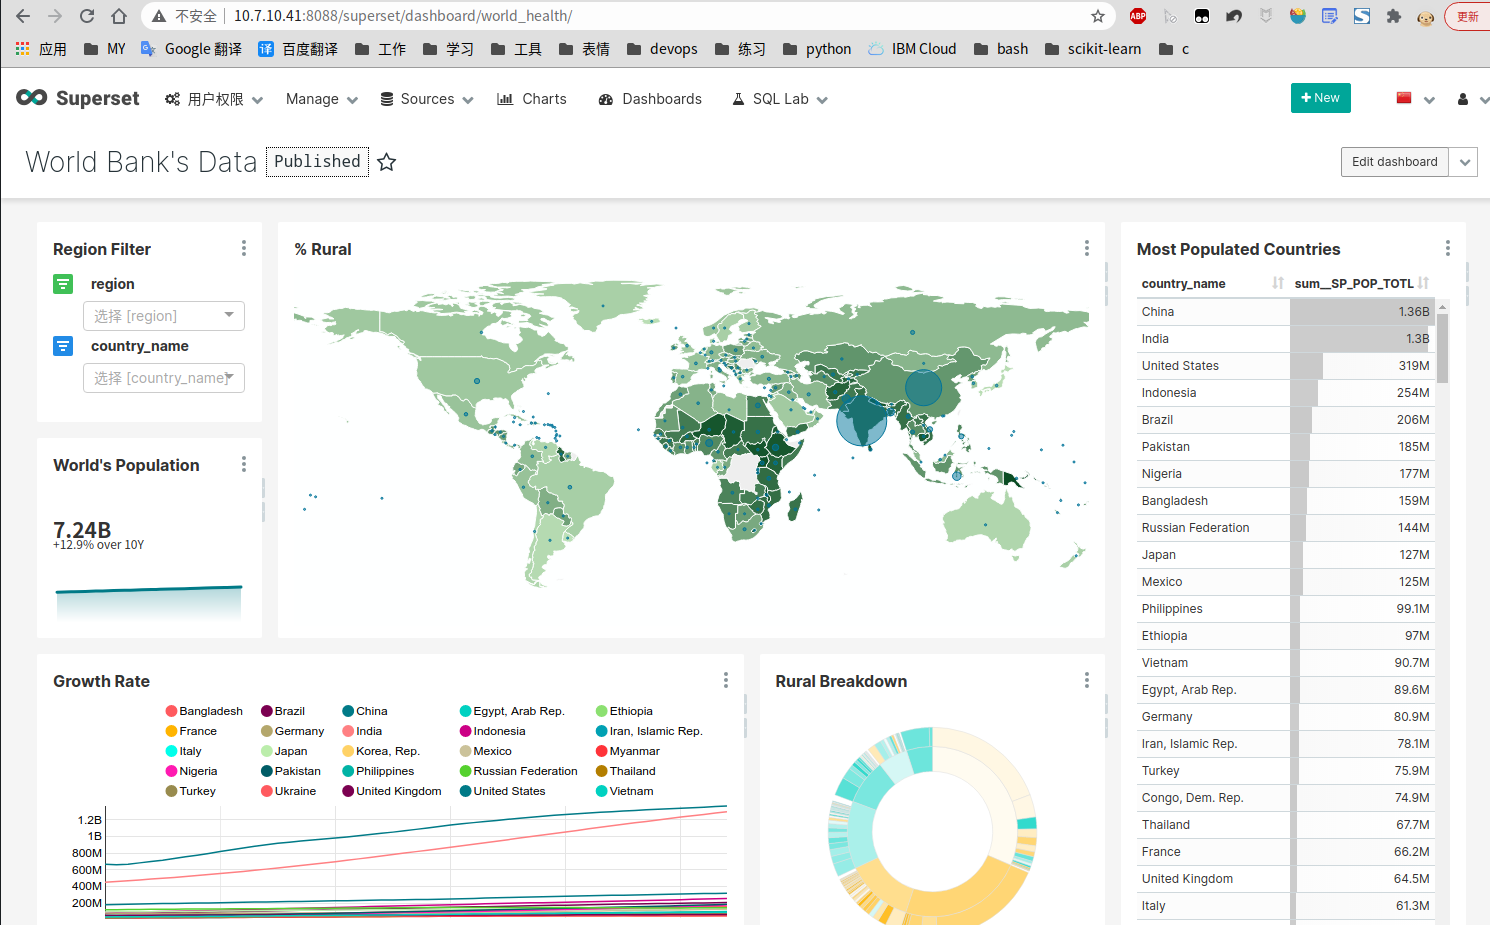 不安全 | 10.7.10.41:8088/superset/dashboard/world_health/
ABP
更新
应用 MY Google 翻译 译 百度翻译 工作 学习 工具 表情 devops 练习 python IBM Cloud bash scikit-learn c
Superset 用户权限 Manage Sources Charts Dashboards SQL Lab + New
World Bank's Data Published Edit dashboard
Region Filter
region
选择 [region]
country_name
选择 [country_name]
World's Population
7.24B
+12.9% over 10Y
% Rural
Most Populated Countries
country_name sum__SP_POP_TOTL
China 1.36B
India 1.3B
United States 319M
Indonesia 254M
Brazil 206M
Pakistan 185M
Nigeria 177M
Bangladesh 159M
Russian Federation 144M
Japan 127M
Mexico 125M
Philippines 99.1M
Ethiopia 97M
Vietnam 90.7M
Egypt, Arab Rep. 89.6M
Germany 80.9M
Iran, Islamic Rep. 78.1M
Turkey 75.9M
Congo, Dem. Rep. 74.9M
Thailand 67.7M
France 66.2M
United Kingdom 64.5M
Italy 61.3M
Growth Rate
Bangladesh Brazil China Egypt, Arab Rep. Ethiopia
France Germany India Indonesia Iran, Islamic Rep.
Italy Japan Korea, Rep. Mexico Myanmar
Nigeria Pakistan Philippines Russian Federation Thailand
Turkey Ukraine United Kingdom United States Vietnam
1.2B
1B
800M
600M
400M
200M
Rural Breakdown